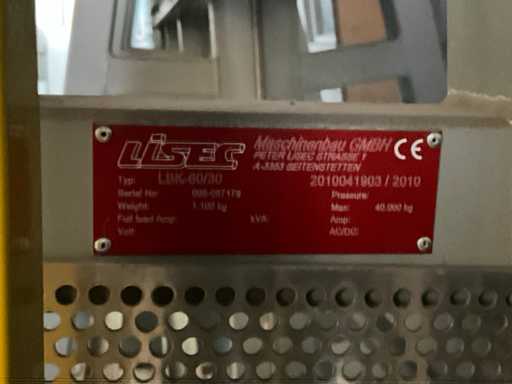 LiSEC
Maschinenbau GMBH CE
PETER LISEC STRASSE 1
A-3353 SEITENSTETTEN
Typ: LBK-60/30 2010041903 / 2010
Serial Nr: Pressure:
Weight: 1.100 kg Max: 40.000 kg
Full load Amp: kVA: Amp:
Volt: AC/DC: